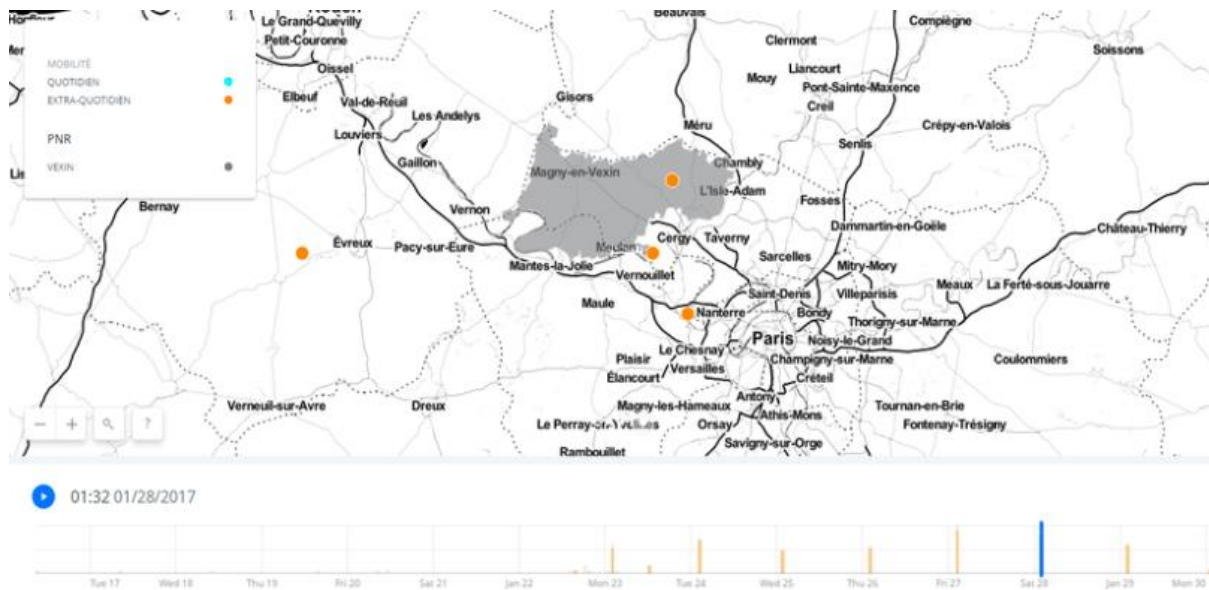 Le Grand-Quevilly
Petit-Couronne
Oissel
Elbeuf
Val-de-Reuil
Les Andelys
Louviers
Gaillon
Vernon
Bernay
Évreux
Pacy-sur-Eure
MOBILITÉ
QUOTIDIEN
EXTRA-QUOTIDIEN
PNR
VEXIN
Beauvais
Compiègne
Clermont
Soissons
Liancourt
Mouy
Pont-Sainte-Maxence
Gisors
Creil
Méru
Crépy-en-Valois
Senlis
Chambly
Magny-en-Vexin
L'Isle-Adam
Fosses
Dammartin-en-Goële
Château-Thierry
Cergy
Taverny
Meulan
Sarcelles
Mantes-la-Jolie
Mitry-Mory
Vernouillet
Meaux
La Ferté-sous-Jouarre
Saint-Denis
Villeparisis
Maule
Nanterre
Bondy
Thorigny-sur-Marne
Paris
Noisy-le-Grand
Le Chesnay
Champigny-sur-Marne
Plaisir
Coulommiers
Versailles
Élancourt
Créteil
Antony
Verneuil-sur-Avre
Dreux
Magny-les-Hameaux
Tournan-en-Brie
Athis-Mons
Orsay
Fontenay-Trésigny
Savigny-sur-Orge
Rambouillet
− + ?
01:32 01/28/2017
Tue 17 Wed 18 Thu 19 Fri 20 Sat 21 Jan 22 Mon 23 Tue 24 Wed 25 Thu 26 Fri 27 Sat 28 Jan 29 Mon 30